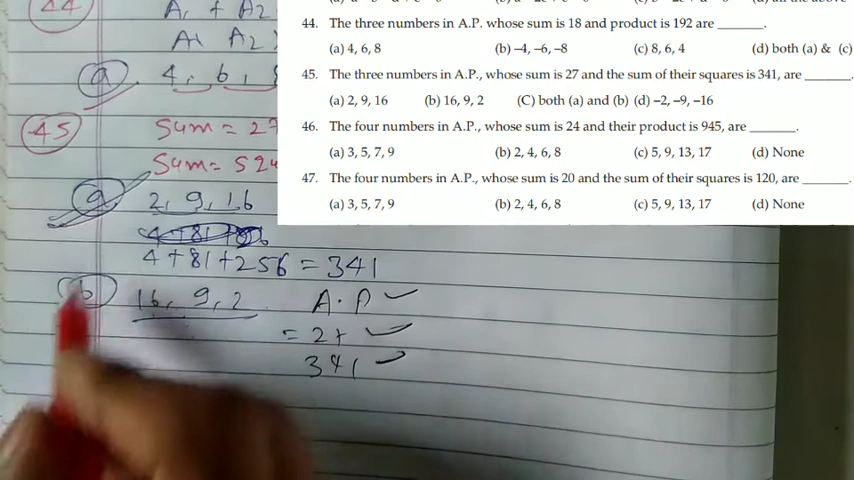 44
A1 + A2
A1 A2
a 4, 6, 8
45 Sum = 27
Sum = 524
a 2, 9, 16
4 + 81 + 256 = 341
b 16, 9, 2 A.P
= 27
341
44. The three numbers in A.P. whose sum is 18 and product is 192 are ______.
(a) 4, 6, 8 (b) –4, –6, –8 (c) 8, 6, 4 (d) both (a) & (c)
45. The three numbers in A.P., whose sum is 27 and the sum of their squares is 341, are ______.
(a) 2, 9, 16 (b) 16, 9, 2 (C) both (a) and (b) (d) –2, –9, –16
46. The four numbers in A.P., whose sum is 24 and their product is 945, are ______.
(a) 3, 5, 7, 9 (b) 2, 4, 6, 8 (c) 5, 9, 13, 17 (d) None
47. The four numbers in A.P., whose sum is 20 and the sum of their squares is 120, are ______.
(a) 3, 5, 7, 9 (b) 2, 4, 6, 8 (c) 5, 9, 13, 17 (d) None